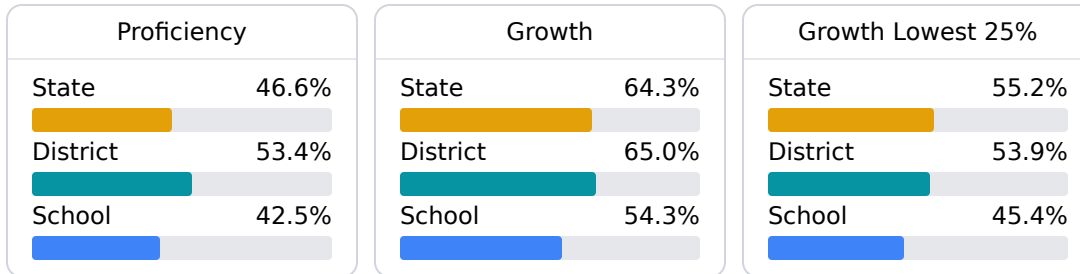 Proficiency
State 46.6%
District 53.4%
School 42.5%
Growth
State 64.3%
District 65.0%
School 54.3%
Growth Lowest 25%
State 55.2%
District 53.9%
School 45.4%